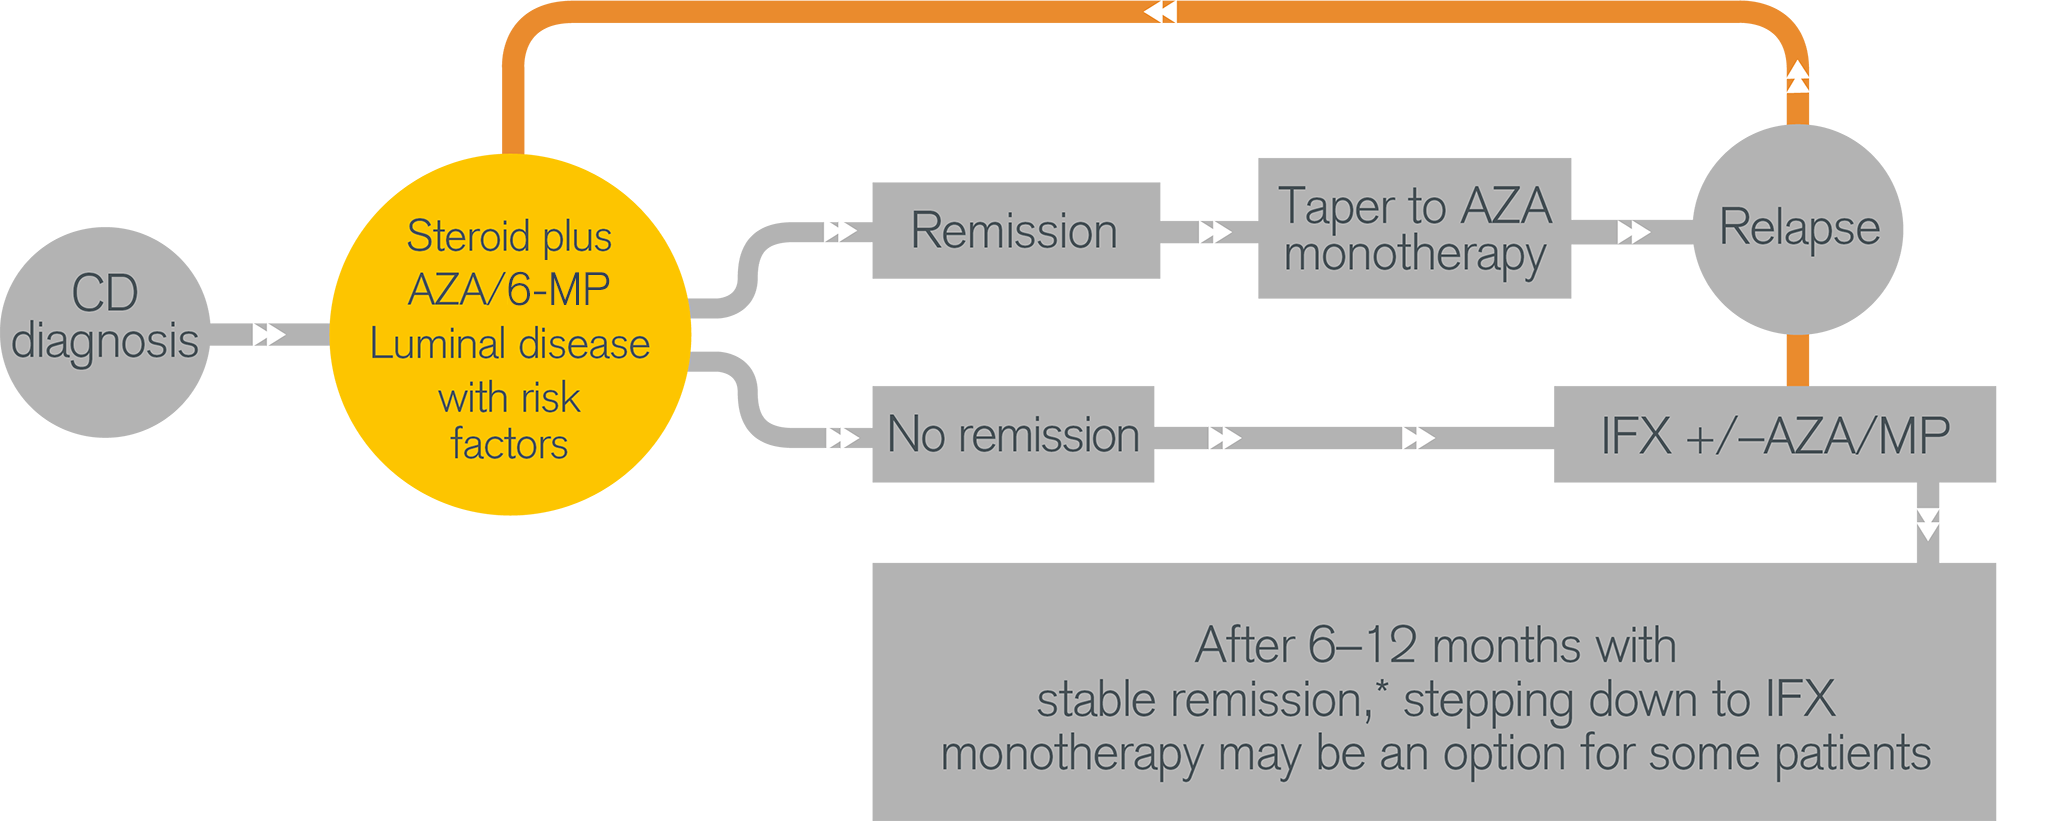 CD
diagnosis
Steroid plus
AZA/6-MP
Luminal disease
with risk
factors
Remission
Taper to AZA
monotherapy
Relapse
No remission
IFX +/–AZA/MP
After 6–12 months with
stable remission,* stepping down to IFX
monotherapy may be an option for some patients